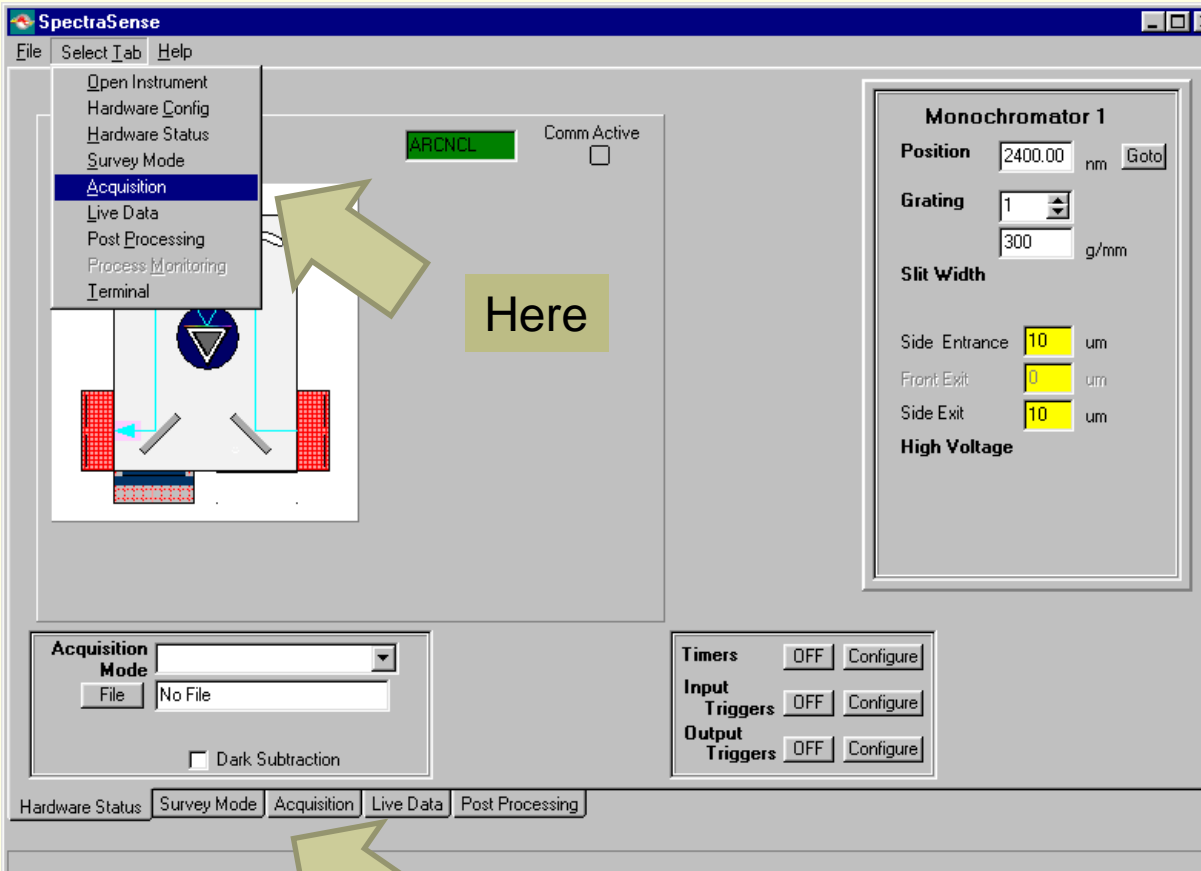 SpectraSense
File Select Tab Help
Open Instrument
Hardware Config
Hardware Status
Survey Mode
Acquisition
Live Data
Post Processing
Process Monitoring
Terminal
ARCNCL
Comm Active
Here
Monochromator 1
Position 2400.00 nm Goto
Grating 1
300 g/mm
Slit Width
Side Entrance 10 um
Front Exit 0 um
Side Exit 10 um
High Voltage
Acquisition
Mode
File No File
Dark Subtraction
Timers OFF Configure
Input
Triggers OFF Configure
Output
Triggers OFF Configure
Hardware Status Survey Mode Acquisition Live Data Post Processing